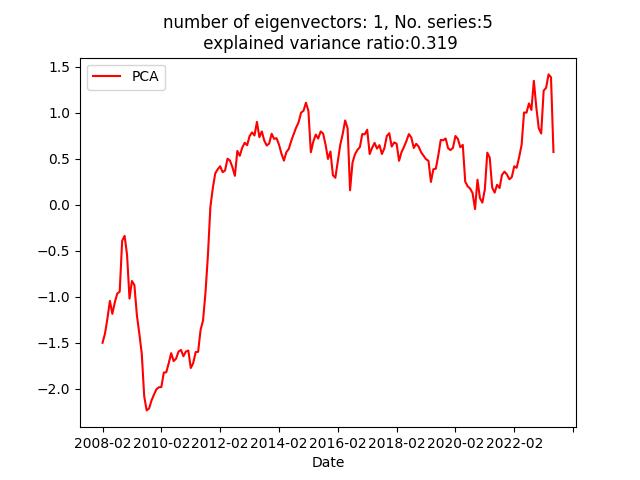 number of eigenvectors: 1, No. series:5
explained variance ratio:0.319
PCA
1.5
1.0
0.5
0.0
−0.5
−1.0
−1.5
−2.0
2008-02 2010-02 2012-02 2014-02 2016-02 2018-02 2020-02 2022-02
Date